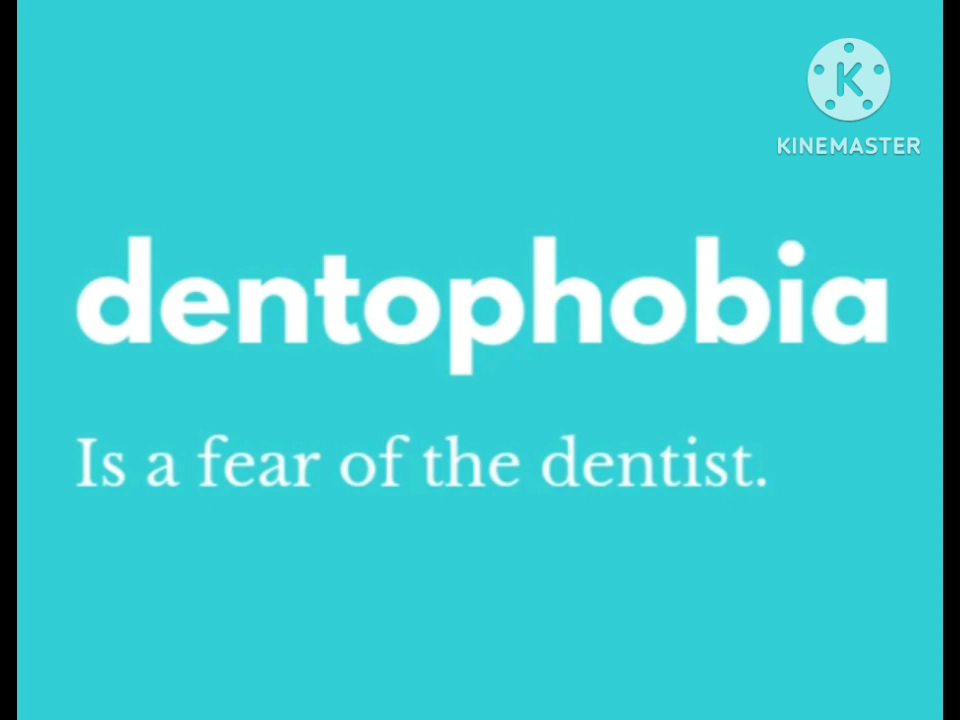 K
KINEMASTER
dentophobia
Is a fear of the dentist.